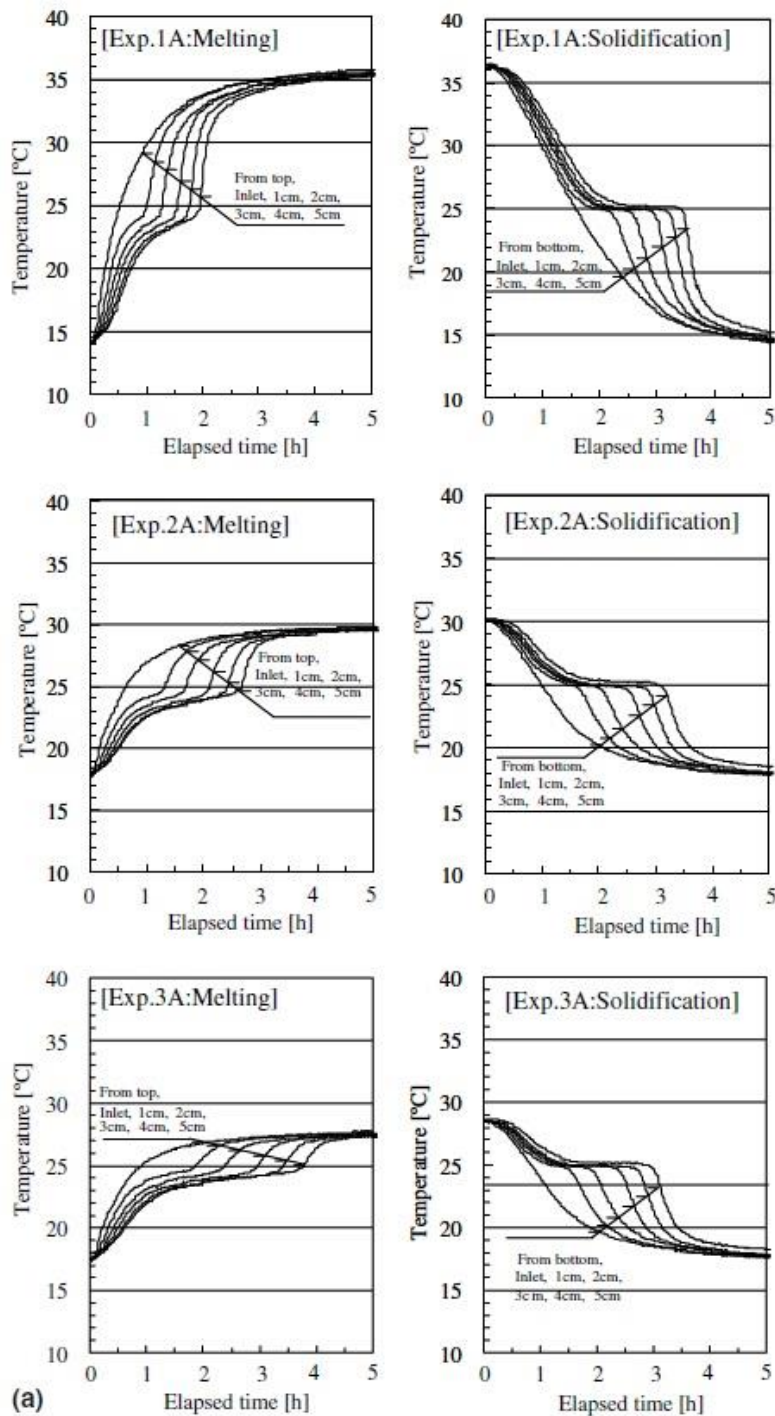 [Exp.1A:Melting]
40
35
30
25
20
15
10
Temperature [ºC]
From top,
Inlet, 1cm, 2cm,
3cm, 4cm, 5cm
0 1 2 3 4 5
Elapsed time [h]
[Exp.1A:Solidification]
40
35
30
25
20
15
10
Temperature [ºC]
From bottom,
Inlet, 1cm, 2cm,
3cm, 4cm, 5cm
0 1 2 3 4 5
Elapsed time [h]
[Exp.2A:Melting]
40
35
30
25
20
15
10
Temperature [ºC]
From top,
Inlet, 1cm, 2cm,
3cm, 4cm, 5cm
0 1 2 3 4 5
Elapsed time [h]
[Exp.2A:Solidification]
40
35
30
25
20
15
10
Temperature [ºC]
From bottom,
Inlet, 1cm, 2cm,
3cm, 4cm, 5cm
0 1 2 3 4 5
Elapsed time [h]
[Exp.3A:Melting]
40
35
30
25
20
15
10
Temperature [ºC]
From top,
Inlet, 1cm, 2cm,
3cm, 4cm, 5cm
0 1 2 3 4 5
Elapsed time [h]
[Exp.3A:Solidification]
40
35
30
25
20
15
10
Temperature [ºC]
From bottom,
Inlet, 1cm, 2cm,
3cm, 4cm, 5cm
0 1 2 3 4 5
Elapsed time [h]
(a)